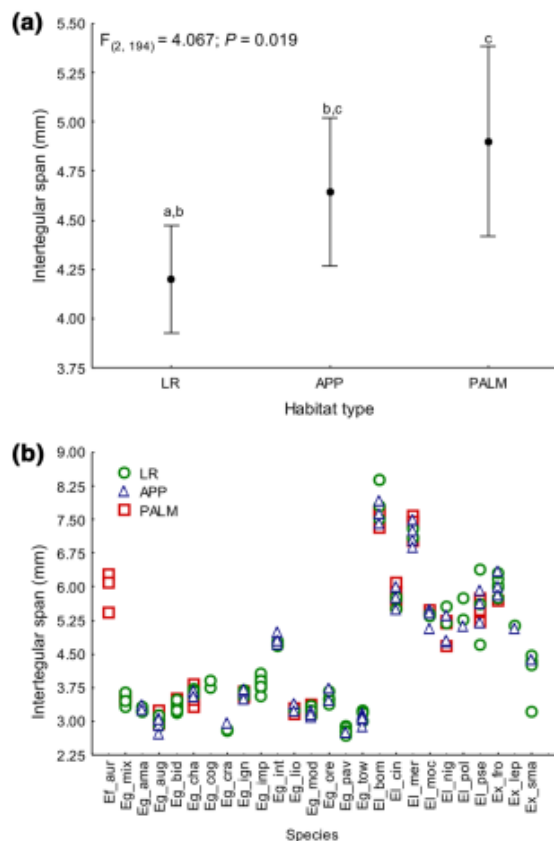 (a)
F(2, 194) = 4.067; P = 0.019
5.50
5.25
5.00
4.75
4.50
4.25
4.00
3.75
Intertegular span (mm)
a,b
b,c
c
LR
APP
PALM
Habitat type
(b)
LR
APP
PALM
9.00
8.25
7.50
6.75
6.00
5.25
4.50
3.75
3.00
2.25
Intertegular span (mm)
Ef_aur
Eg_mix
Eg_ama
Eg_aug
Eg_bid
Eg_cha
Eg_cog
Eg_cra
Eg_ign
Eg_imp
Eg_int
Eg_lio
Eg_mod
Eg_ore
Eg_pav
Eg_tow
El_bom
El_cin
El_mer
El_moc
El_nig
El_pol
El_pse
Ex_fro
Ex_lep
Ex_sma
Species